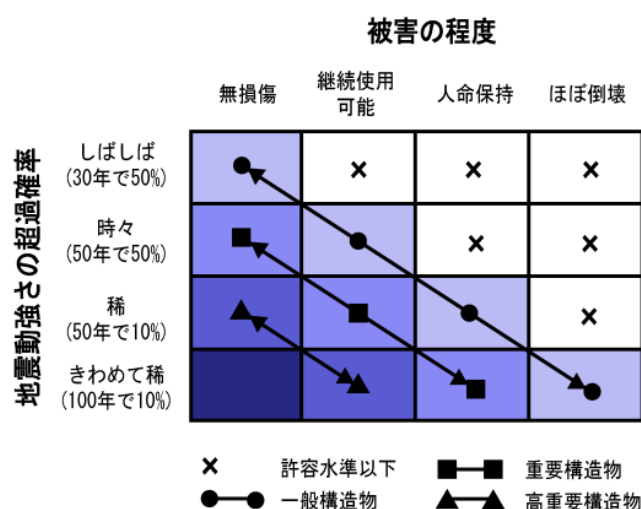 被害の程度
無損傷
継続使用
可能
人命保持
ほぼ倒壊
地震動強さの超過確率
しばしば
(30年で50%)
時々
(50年で50%)
稀
(50年で10%)
きわめて稀
(100年で10%)
許容水準以下
重要構造物
一般構造物
高重要構造物